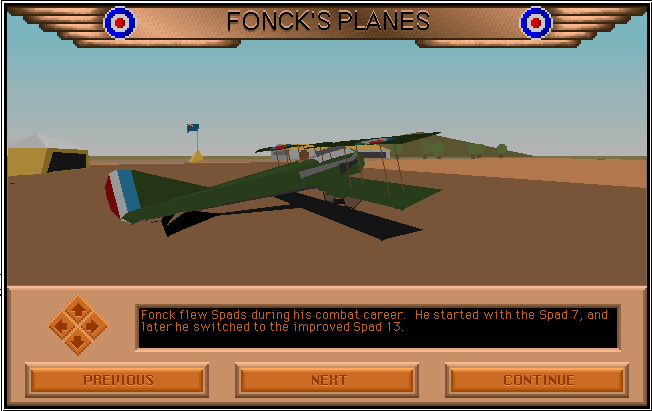 FONCK'S PLANES
Fonck flew Spads during his combat career.  He started with the Spad 7, and
later he switched to the improved Spad 13.
PREVIOUS
NEXT
CONTINUE